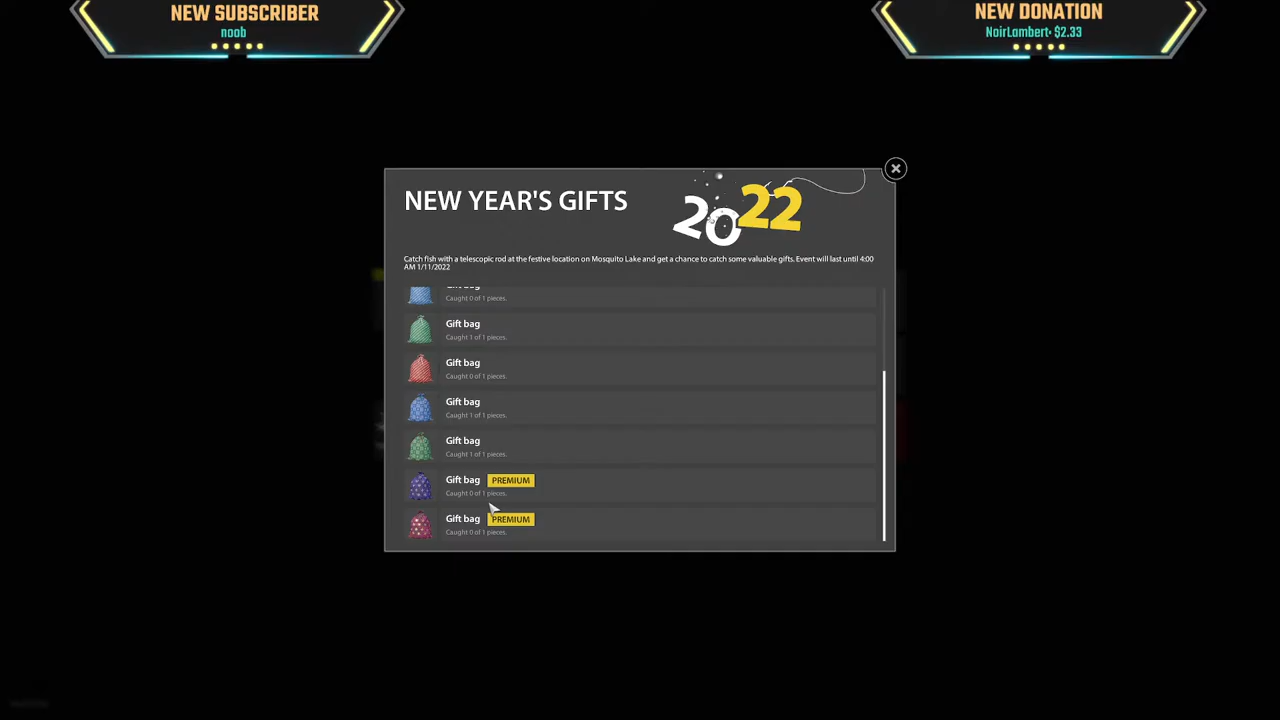 NEW SUBSCRIBER
noob
NEW DONATION
NoirLambert• $2.33
NEW YEAR'S GIFTS
2022
Catch fish with a telescopic rod at the festive location on Mosquito Lake and get a chance to catch some valuable gifts. Event will last until 4:00
AM 1/11/2022
Gift bag
Caught 0 of 1 pieces.
Gift bag
Caught 1 of 1 pieces.
Gift bag
Caught 0 of 1 pieces.
Gift bag
Caught 1 of 1 pieces.
Gift bag
Caught 1 of 1 pieces.
Gift bag PREMIUM
Caught 0 of 1 pieces.
Gift bag PREMIUM
Caught 0 of 1 pieces.